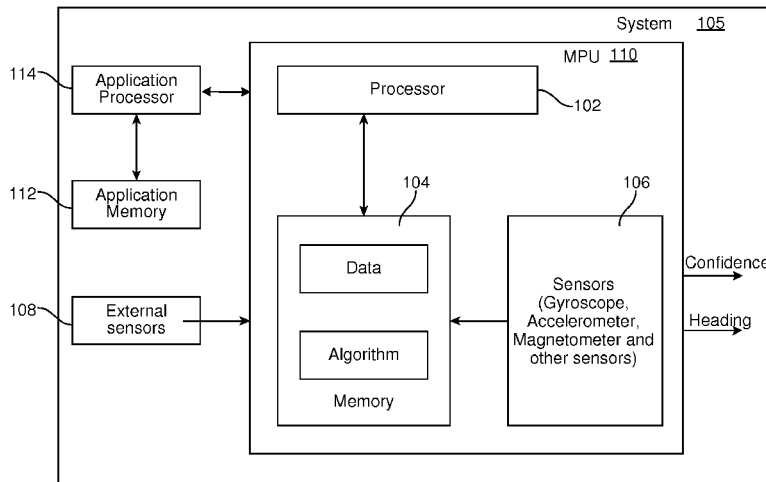 System 105
MPU 110
114
Application
Processor
Processor
102
112
Application
Memory
104
106
Data
Confidence
108
External
sensors
Sensors
(Gyroscope,
Accelerometer,
Magnetometer and
other sensors)
Heading
Algorithm
Memory